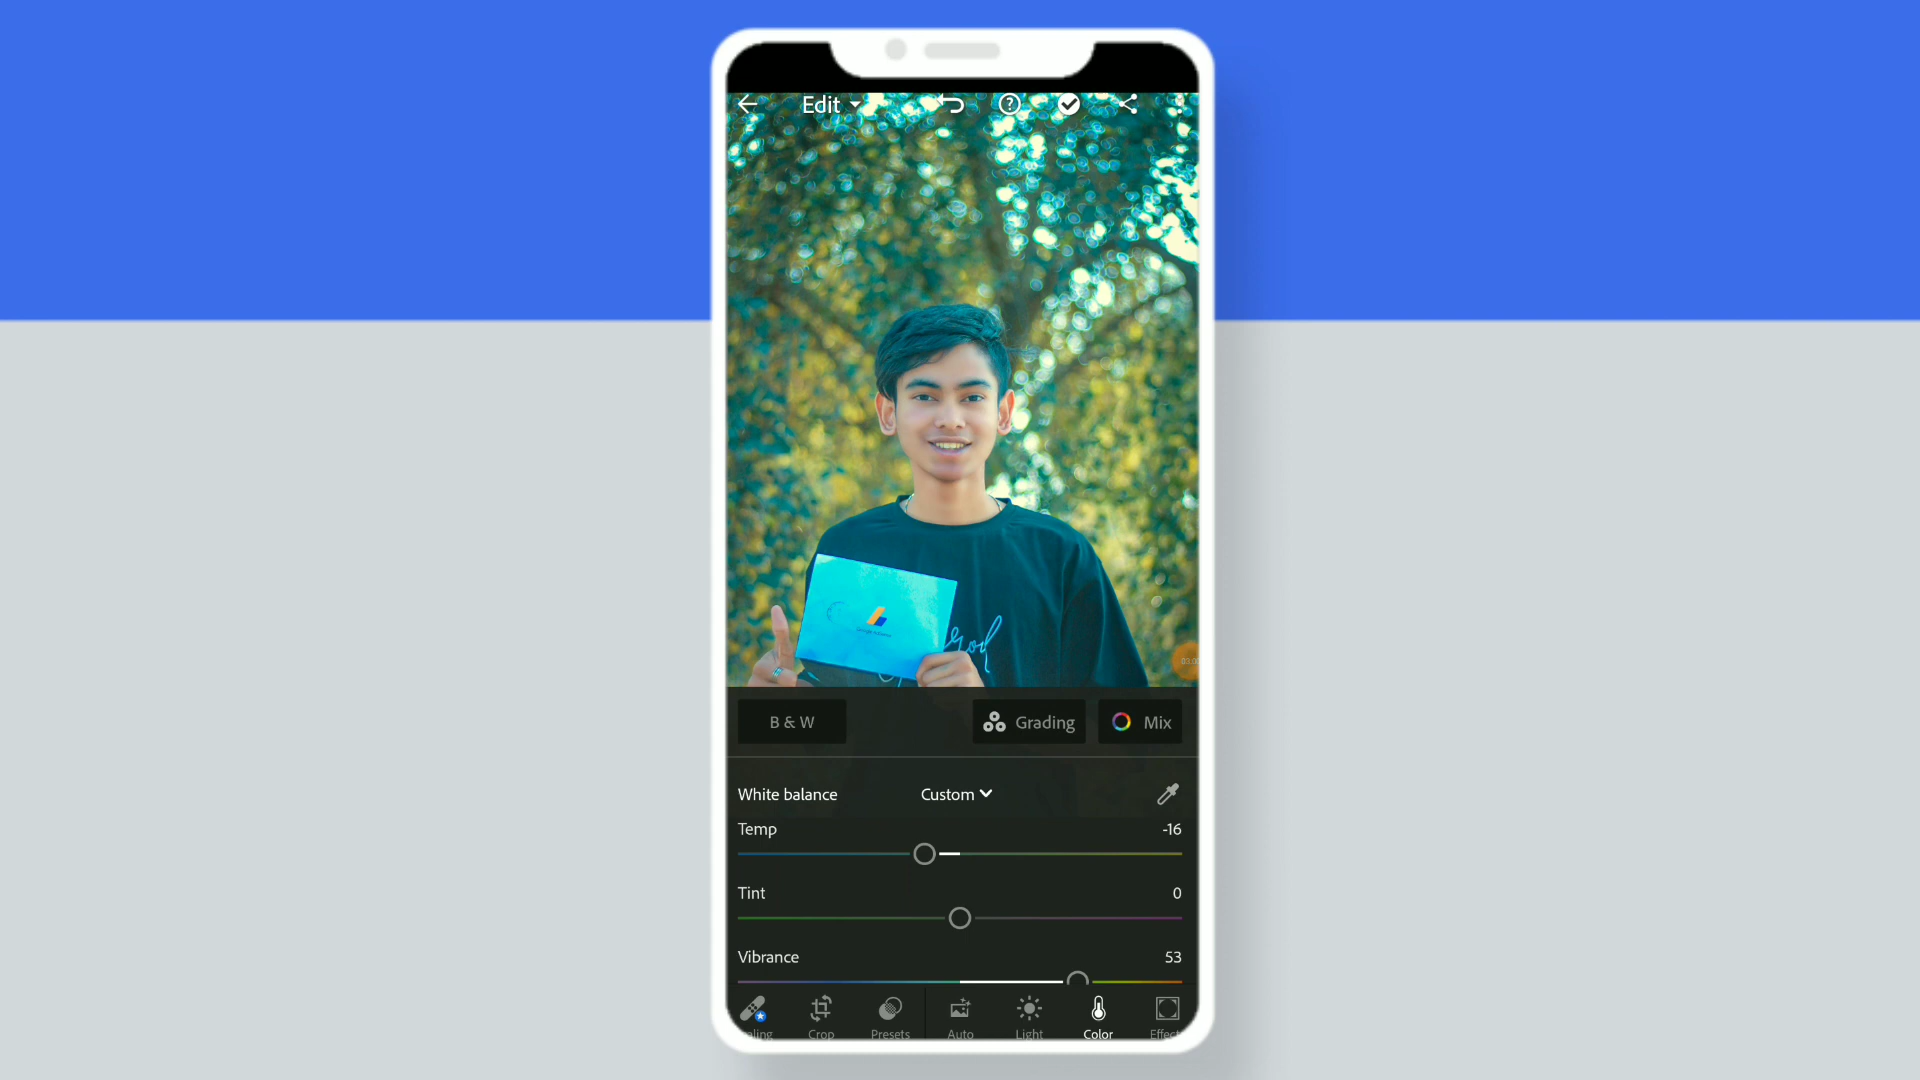 Edit
B & W
Grading
Mix
White balance
Custom
Temp
-16
Tint
0
Vibrance
53
Crop
Presets
Auto
Light
Color